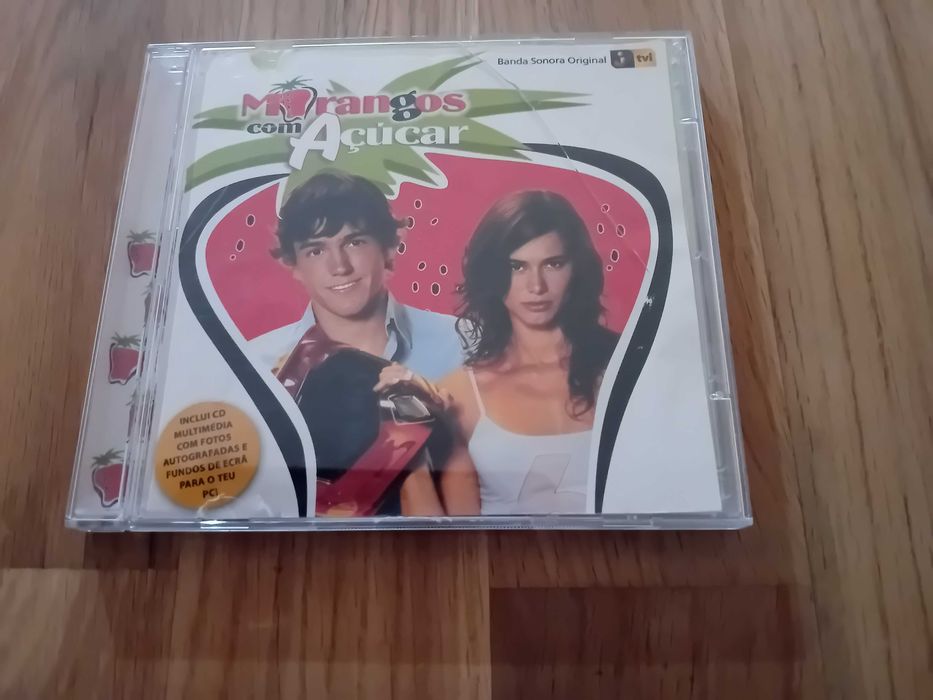 Banda Sonora Original
tvi
Morangos
com Açúcar
INCLUI CD
MULTIMÉDIA
COM FOTOS
AUTOGRAFADAS E
FUNDOS DE ECRÃ
PARA O TEU
PC!